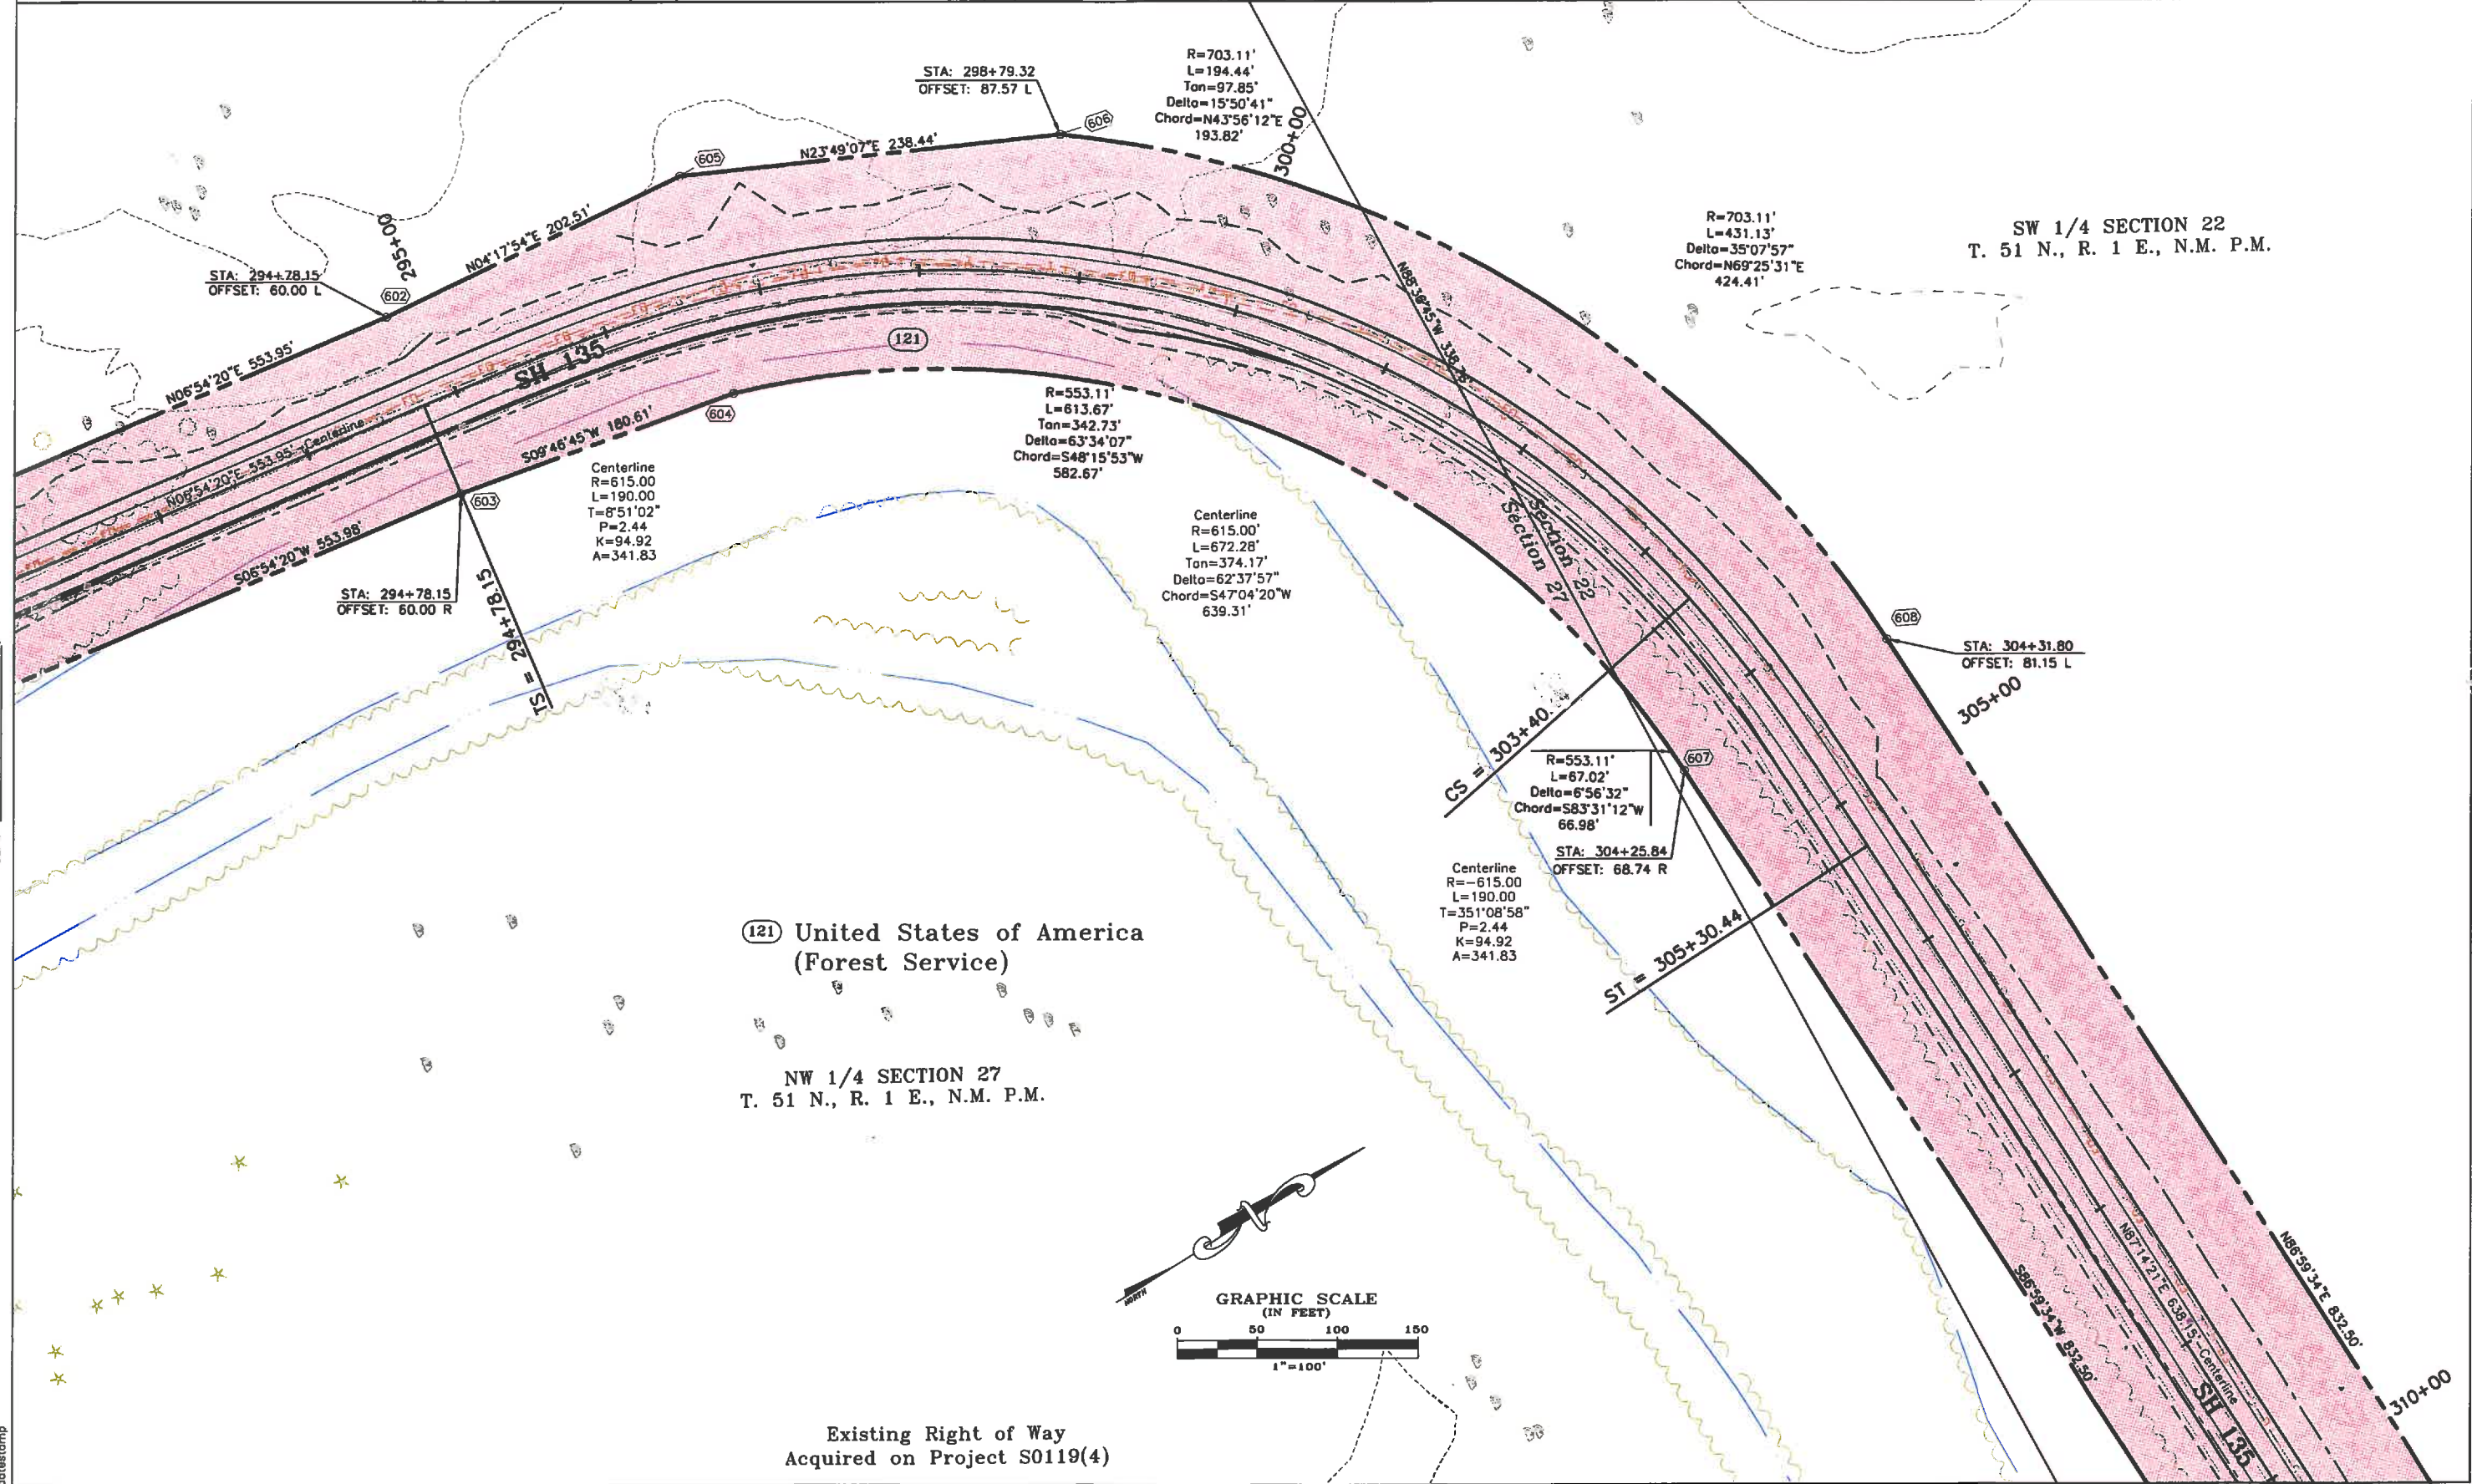 STA: 298+79.32
OFFSET: 87.57 L
606
R=703.11'
L=194.44'
Tan=97.85'
Delta=15°50'41"
Chord=N43°56'12"E
193.82'
300+00
605
N23°49'07"E 238.44'
R=703.11'
L=431.13'
Delta=35°07'57"
Chord=N69°25'31"E
424.41'
SW 1/4 SECTION 22
T. 51 N., R. 1 E., N.M. P.M.
295+00
N04°17'54"E 202.51'
STA: 294+78.15
OFFSET: 60.00 L
602
N06°54'20"E 553.95'
SH 135
121
N88°36'45"W 338.76'
604
R=553.11'
L=613.67'
Tan=342.73'
Delta=63°34'07"
Chord=S48°15'53"W
582.67'
N06°54'20"E 553.95' Centerline
S09°46'45"W 180.61'
Centerline
R=615.00
L=190.00
T=8°51'02"
P=2.44
K=94.92
A=341.83
603
S06°54'20"W 553.98'
STA: 294+78.15
OFFSET: 60.00 R
TS = 294+78.15
Centerline
R=615.00'
L=672.28'
Tan=374.17'
Delta=62°37'57"
Chord=S47°04'20"W
639.31'
Section 22
Section 27
608
STA: 304+31.80
OFFSET: 81.15 L
305+00
CS = 303+40.
607
R=553.11'
L=67.02'
Delta=6°56'32"
Chord=S83°31'12"W
66.98'
STA: 304+25.84
OFFSET: 68.74 R
Centerline
R=-615.00
L=190.00
T=351°08'58"
P=2.44
K=94.92
A=341.83
ST = 305+30.44
121 United States of America
(Forest Service)
NW 1/4 SECTION 27
T. 51 N., R. 1 E., N.M. P.M.
N
NORTH
GRAPHIC SCALE
(IN FEET)
0 50 100 150
1"=100'
N86°59'34"E 832.50'
N87°14'21"E 638.15' Centerline
S86°59'34"W 832.50'
SH 135
310+00
Existing Right of Way
Acquired on Project S0119(4)